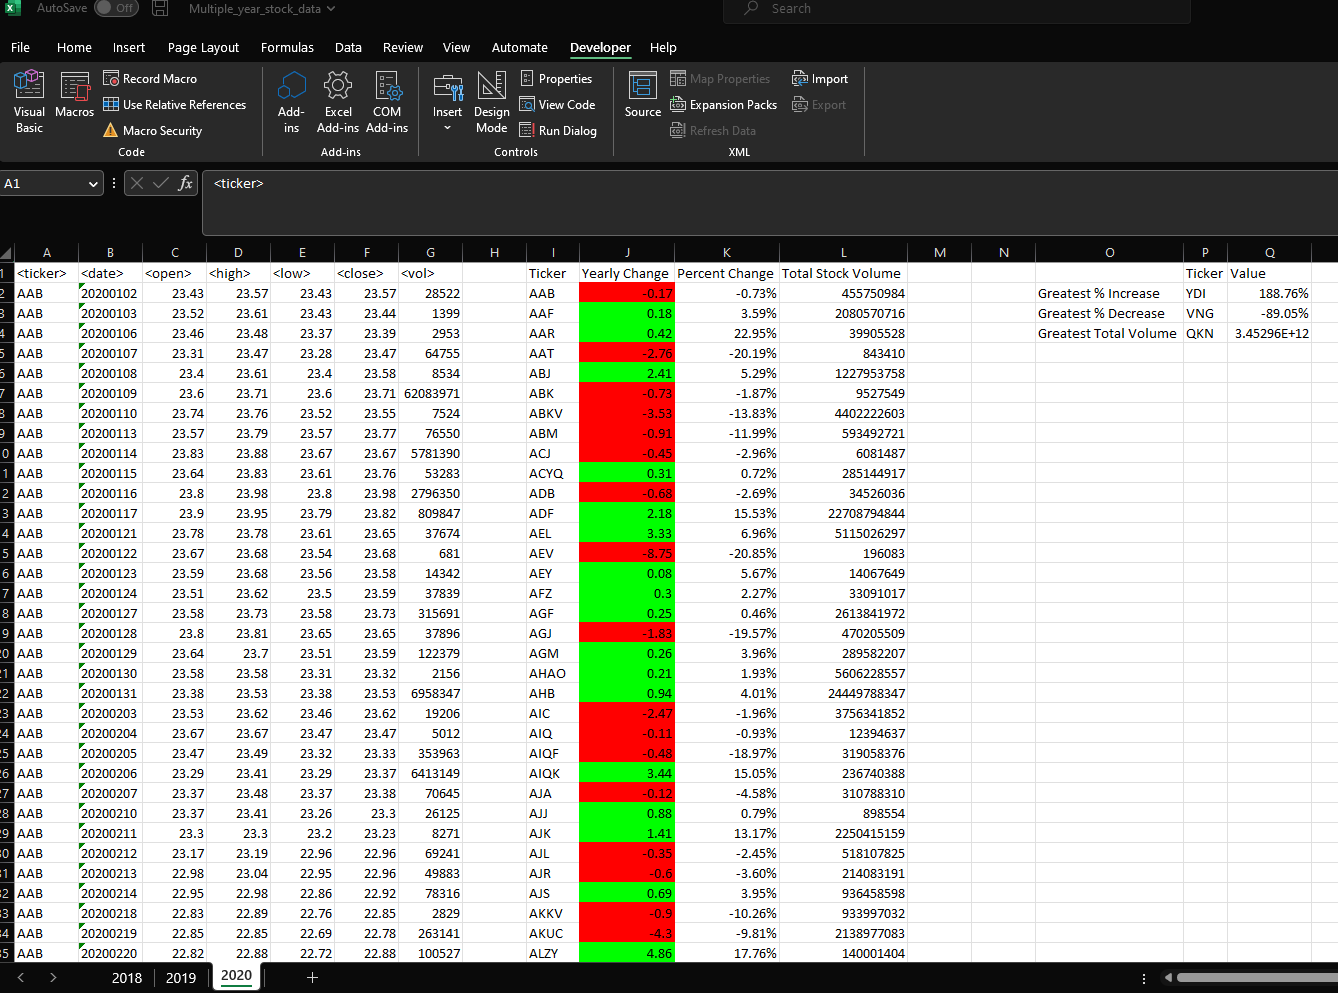 AutoSave Off Multiple_year_stock_data Search
File Home Insert Page Layout Formulas Data Review View Automate Developer Help
Visual Basic Macros Record Macro Use Relative References Macro Security Code
Add-ins Excel Add-ins COM Add-ins Add-ins
Insert Design Mode Properties View Code Run Dialog Controls
Source Map Properties Expansion Packs Refresh Data Import Export XML
A1 fx <ticker>
A B C D E F G H I J K L M N O P Q
1 <ticker> <date> <open> <high> <low> <close> <vol> Ticker Yearly Change Percent Change Total Stock Volume Ticker Value
2 AAB 20200102 23.43 23.57 23.43 23.57 28522 AAB -0.17 -0.73% 455750984 Greatest % Increase YDI 188.76%
3 AAB 20200103 23.52 23.61 23.43 23.44 1399 AAF 0.18 3.59% 2080570716 Greatest % Decrease VNG -89.05%
4 AAB 20200106 23.46 23.48 23.37 23.39 2953 AAR 0.42 22.95% 39905528 Greatest Total Volume QKN 3.45296E+12
5 AAB 20200107 23.31 23.47 23.28 23.47 64755 AAT -2.76 -20.19% 843410
6 AAB 20200108 23.4 23.61 23.4 23.58 8534 ABJ 2.41 5.29% 1227953758
7 AAB 20200109 23.6 23.71 23.6 23.71 62083971 ABK -0.73 -1.87% 9527549
8 AAB 20200110 23.74 23.76 23.52 23.55 7524 ABKV -3.53 -13.83% 4402222603
9 AAB 20200113 23.57 23.79 23.57 23.77 76550 ABM -0.91 -11.99% 593492721
0 AAB 20200114 23.83 23.88 23.67 23.67 5781390 ACJ -0.45 -2.96% 6081487
1 AAB 20200115 23.64 23.83 23.61 23.76 53283 ACYQ 0.31 0.72% 285144917
2 AAB 20200116 23.8 23.98 23.8 23.98 2796350 ADB -0.68 -2.69% 34526036
3 AAB 20200117 23.9 23.95 23.79 23.82 809847 ADF 2.18 15.53% 22708794844
4 AAB 20200121 23.78 23.78 23.61 23.65 37674 AEL 3.33 6.96% 5115026297
5 AAB 20200122 23.67 23.68 23.54 23.68 681 AEV -8.75 -20.85% 196083
6 AAB 20200123 23.59 23.68 23.56 23.58 14342 AEY 0.08 5.67% 14067649
7 AAB 20200124 23.51 23.62 23.5 23.59 37839 AFZ 0.3 2.27% 33091017
8 AAB 20200127 23.58 23.73 23.58 23.73 315691 AGF 0.25 0.46% 2613841972
9 AAB 20200128 23.8 23.81 23.65 23.65 37896 AGJ -1.83 -19.57% 470205509
20 AAB 20200129 23.64 23.7 23.51 23.59 122379 AGM 0.26 3.96% 289582207
21 AAB 20200130 23.58 23.58 23.31 23.32 2156 AHAO 0.21 1.93% 5606228557
22 AAB 20200131 23.38 23.53 23.38 23.53 6958347 AHB 0.94 4.01% 24449788347
23 AAB 20200203 23.53 23.62 23.46 23.62 19206 AIC -2.47 -1.96% 3756341852
24 AAB 20200204 23.67 23.67 23.47 23.47 5012 AIQ -0.11 -0.93% 12394637
25 AAB 20200205 23.47 23.49 23.32 23.33 353963 AIQF -0.48 -18.97% 319058376
26 AAB 20200206 23.29 23.41 23.29 23.37 6413149 AIQK 3.44 15.05% 236740388
27 AAB 20200207 23.37 23.48 23.37 23.38 70645 AJA -0.12 -4.58% 310788310
28 AAB 20200210 23.37 23.41 23.26 23.3 26125 AJJ 0.88 0.79% 898554
29 AAB 20200211 23.3 23.3 23.2 23.23 8271 AJK 1.41 13.17% 2250415159
30 AAB 20200212 23.17 23.19 22.96 22.96 69241 AJL -0.35 -2.45% 518107825
31 AAB 20200213 22.98 23.04 22.95 22.96 49883 AJR -0.6 -3.60% 214083191
32 AAB 20200214 22.95 22.98 22.86 22.92 78316 AJS 0.69 3.95% 936458598
33 AAB 20200218 22.83 22.89 22.76 22.85 2829 AKKV -0.9 -10.26% 933997032
34 AAB 20200219 22.85 22.85 22.69 22.78 263141 AKUC -4.3 -9.81% 2138977083
35 AAB 20200220 22.82 22.88 22.72 22.88 100527 ALZY 4.86 17.76% 140001404
2018 2019 2020